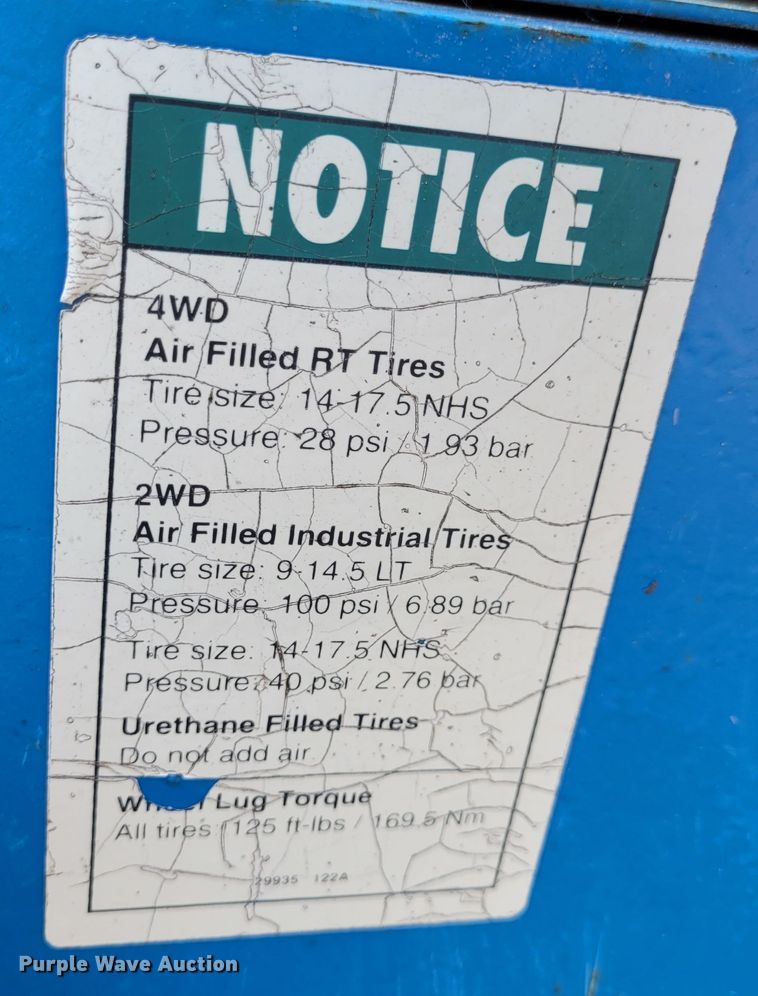 NOTICE
4WD
Air Filled RT Tires
Tire size: 14-17.5 NHS
Pressure: 28 psi / 1.93 bar
2WD
Air Filled Industrial Tires
Tire size: 9-14.5 LT
Pressure: 100 psi / 6.89 bar
Tire size: 14-17.5 NHS
Pressure: 40 psi / 2.76 bar
Urethane Filled Tires
Do not add air
Lug Torque
All tires 125 ft-lbs / 169.5 Nm
29935 122A
Purple Wave Auction